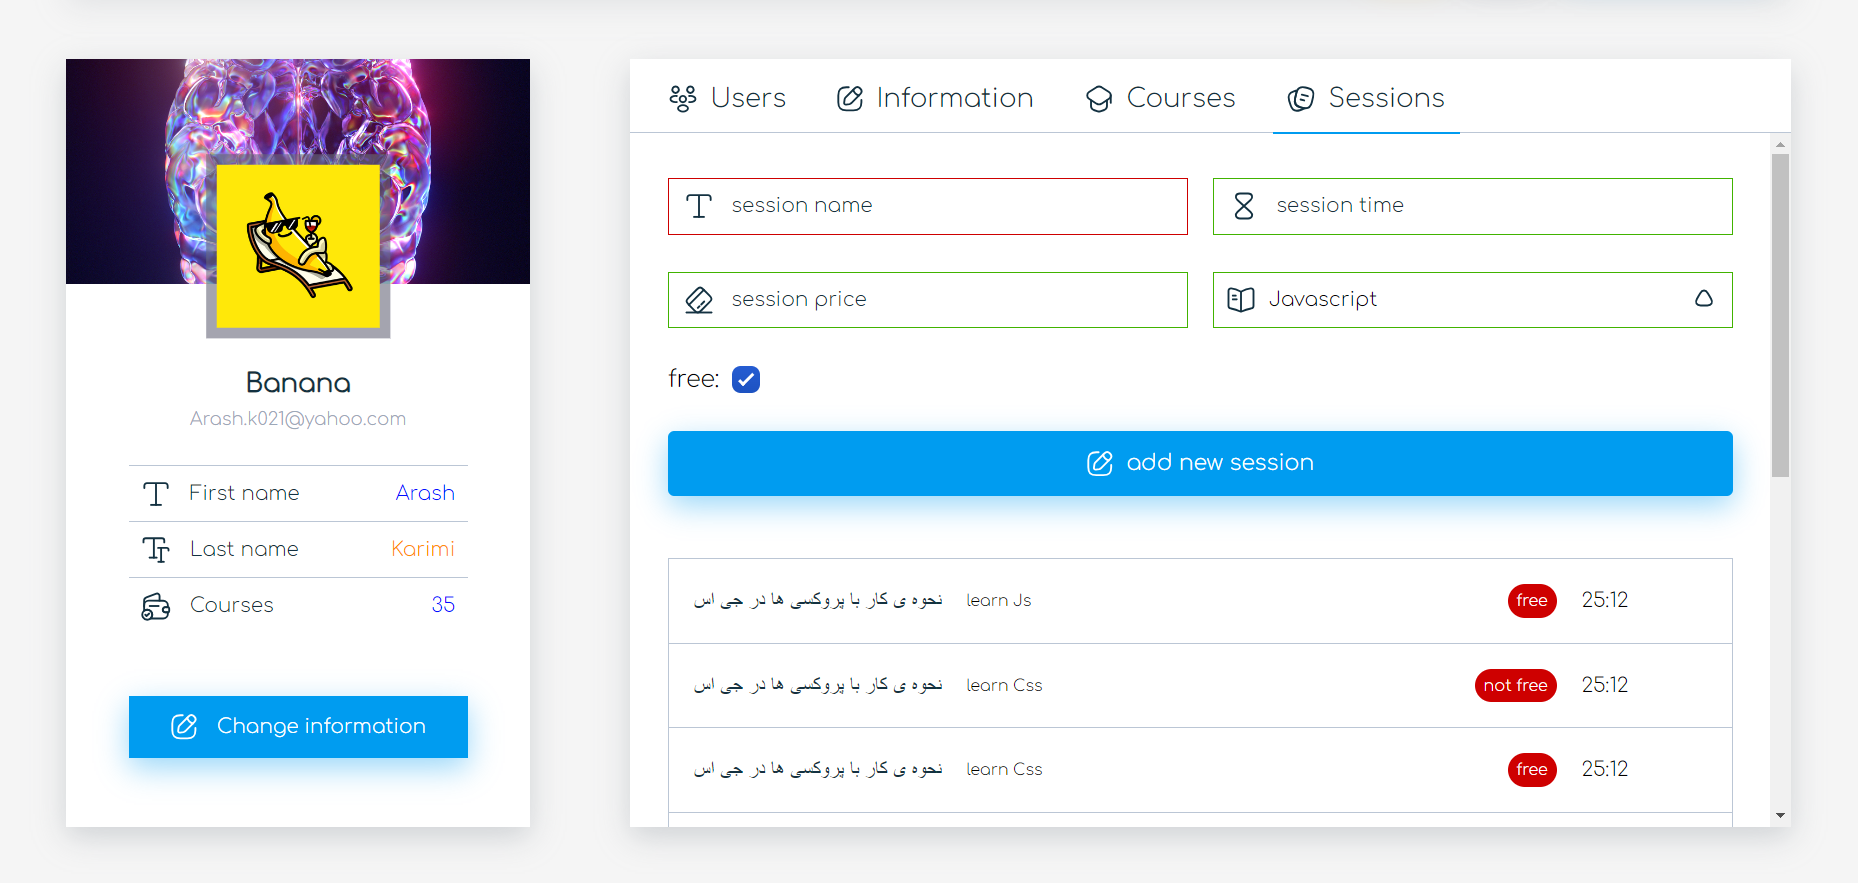 Users
Information
Courses
Sessions
Banana
Arash.k021@yahoo.com
First name Arash
Last name Karimi
Courses 35
Change information
session name
session time
session price
Javascript
free:
add new session
نحوه ی کار با پروکسی ها در جی اس learn Js free 25:12
نحوه ی کار با پروکسی ها در جی اس learn Css not free 25:12
نحوه ی کار با پروکسی ها در جی اس learn Css free 25:12